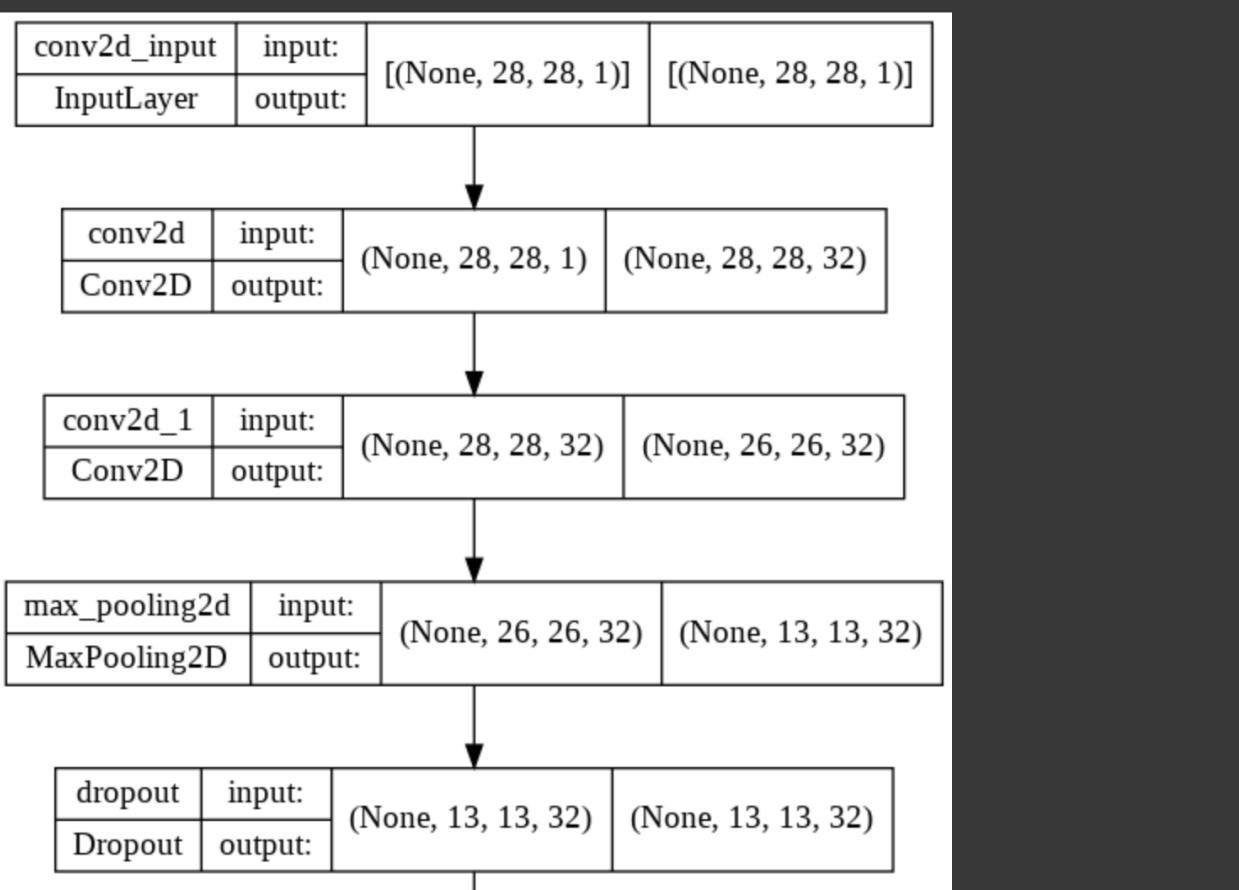 conv2d_input input: [(None, 28, 28, 1)] [(None, 28, 28, 1)]
InputLayer output:
conv2d input: (None, 28, 28, 1) (None, 28, 28, 32)
Conv2D output:
conv2d_1 input: (None, 28, 28, 32) (None, 26, 26, 32)
Conv2D output:
max_pooling2d input: (None, 26, 26, 32) (None, 13, 13, 32)
MaxPooling2D output:
dropout input: (None, 13, 13, 32) (None, 13, 13, 32)
Dropout output: